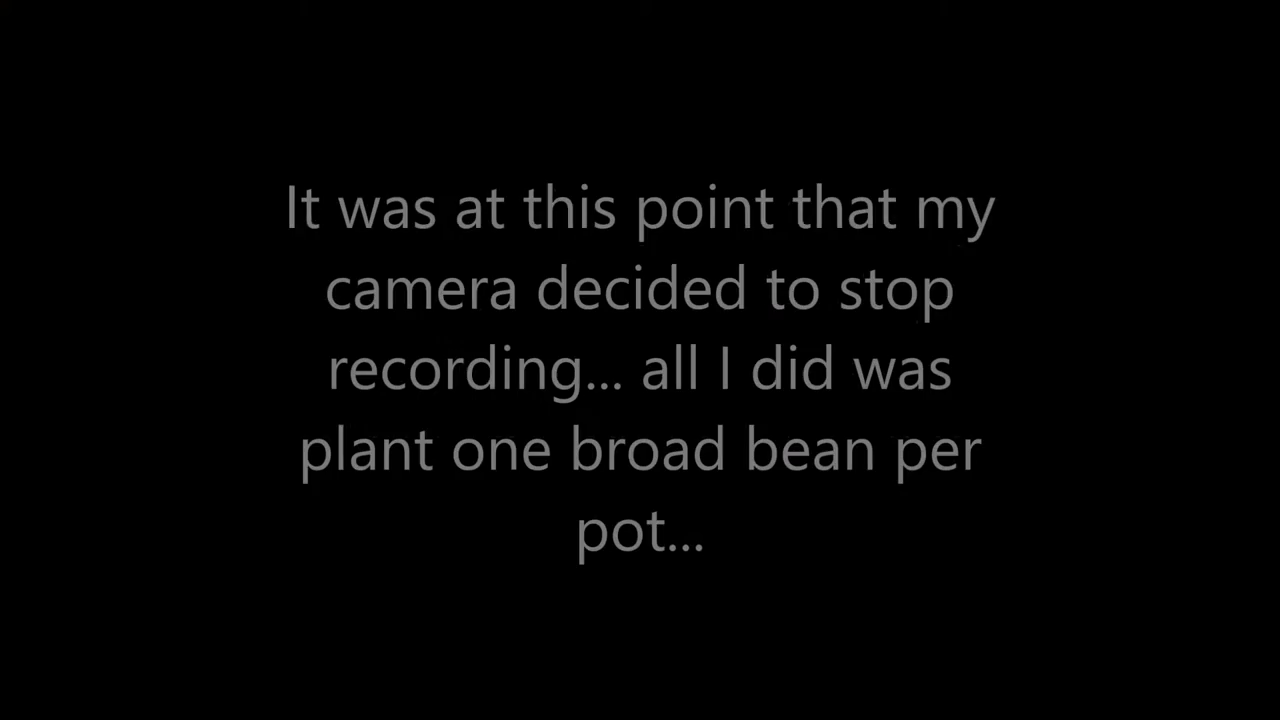 It was at this point that my
camera decided to stop
recording... all I did was
plant one broad bean per
pot...